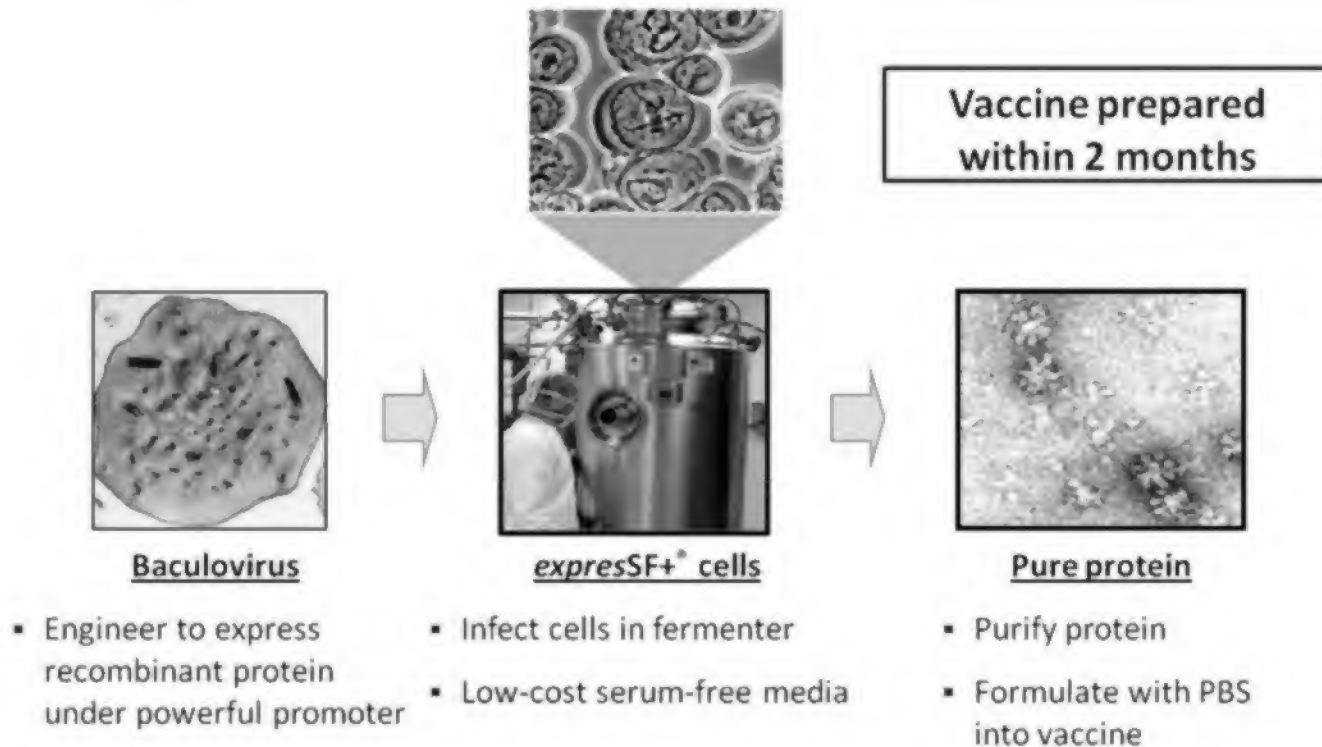 Vaccine prepared
within 2 months
Baculovirus
expresSF+® cells
Pure protein
▪ Engineer to express
recombinant protein
under powerful promoter
▪ Infect cells in fermenter
▪ Low-cost serum-free media
▪ Purify protein
▪ Formulate with PBS
into vaccine